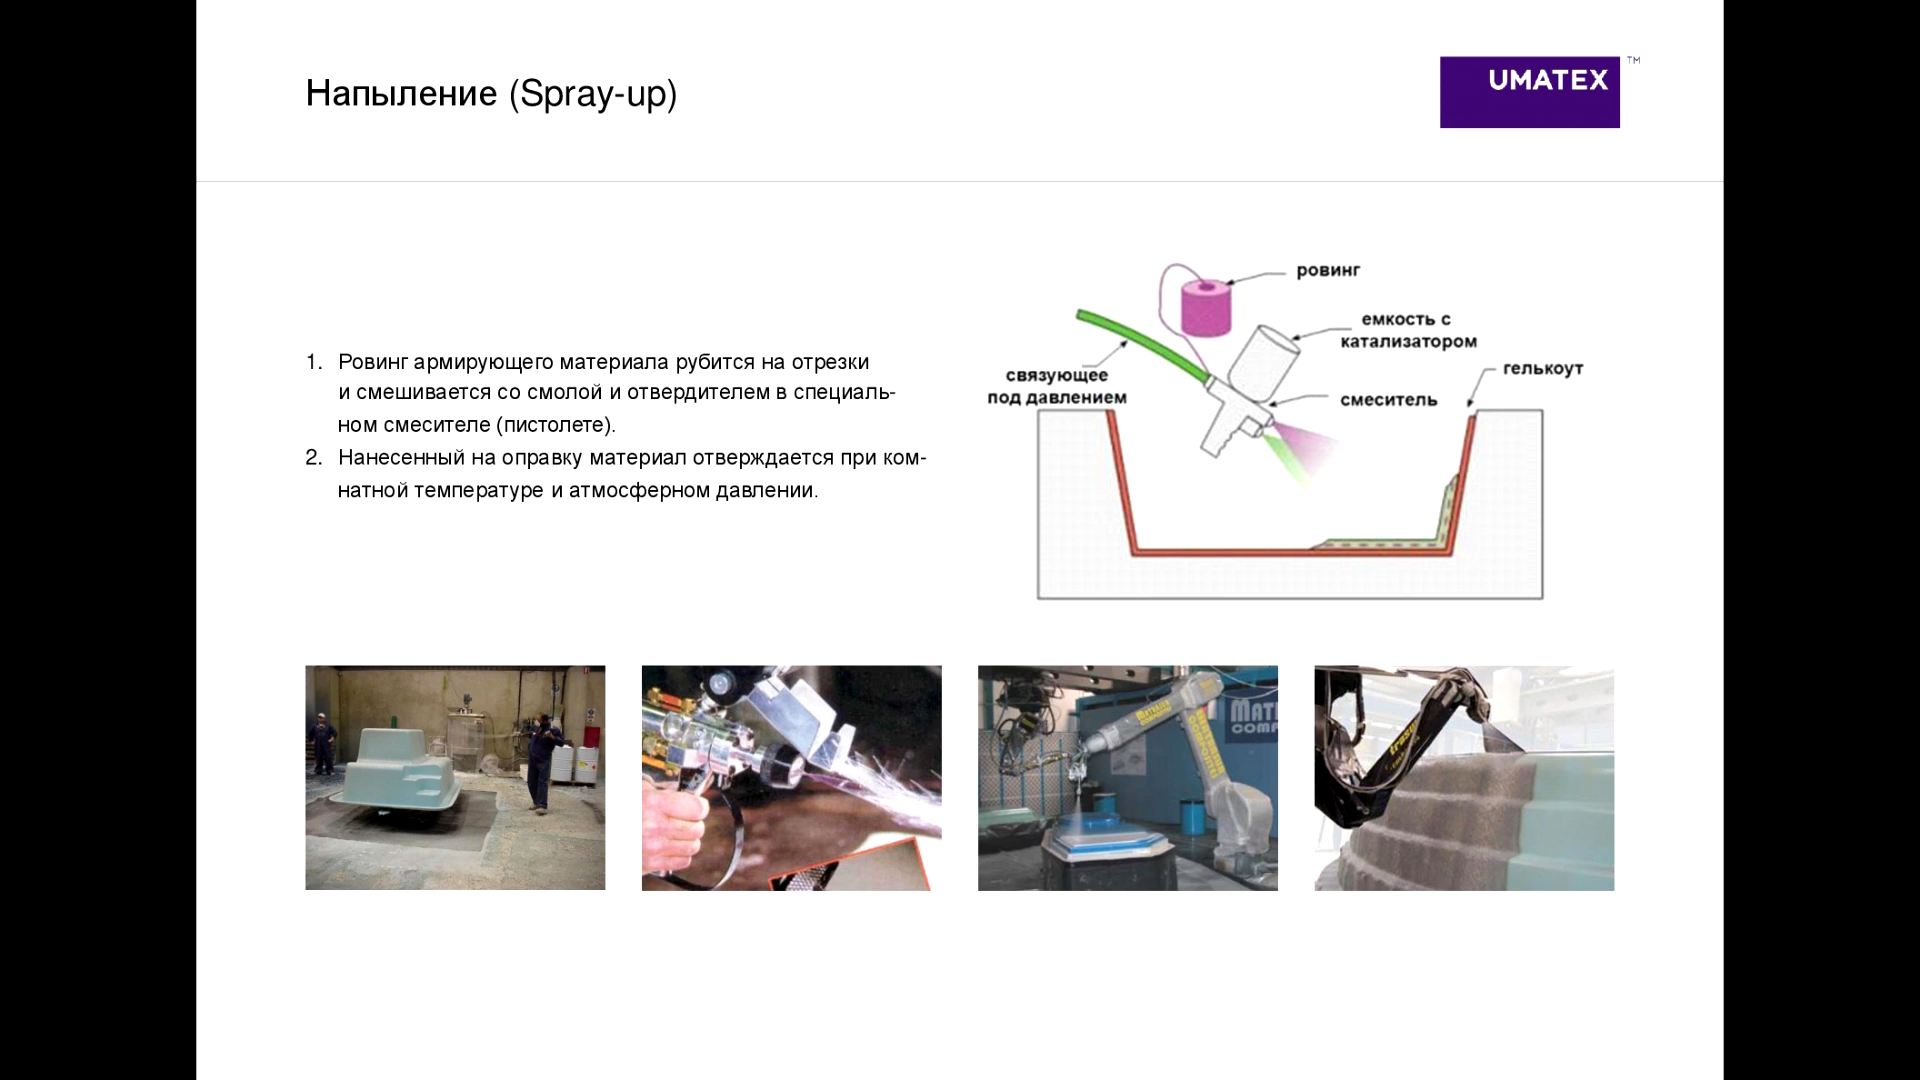 Напыление (Spray-up)
UMATEX
TM
1. Ровинг армирующего материала рубится на отрезки
и смешивается со смолой и отвердителем в специаль-
ном смесителе (пистолете).
2. Нанесенный на оправку материал отверждается при ком-
натной температуре и атмосферном давлении.
ровинг
емкость с
катализатором
гелькоут
связующее
под давлением
смеситель